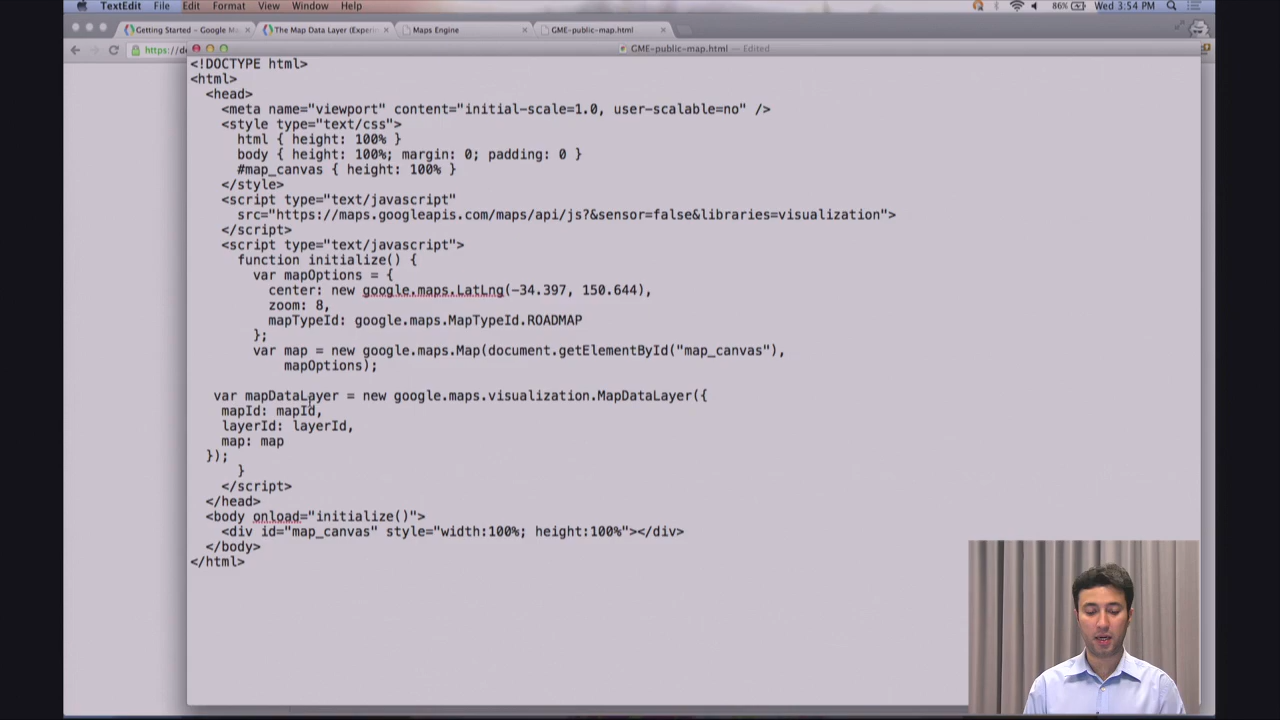 TextEdit File Edit Format View Window Help
86% Wed 3:54 PM
Getting Started – Google M
The Map Data Layer (Experi
Maps Engine
GME-public-map.html
https://de
GME-public-map.html — Edited
<!DOCTYPE html>
<html>
<head>
<meta name="viewport" content="initial-scale=1.0, user-scalable=no" />
<style type="text/css">
html { height: 100% }
body { height: 100%; margin: 0; padding: 0 }
#map_canvas { height: 100% }
</style>
<script type="text/javascript"
src="https://maps.googleapis.com/maps/api/js?&sensor=false&libraries=visualization">
</script>
<script type="text/javascript">
function initialize() {
var mapOptions = {
center: new google.maps.LatLng(-34.397, 150.644),
zoom: 8,
mapTypeId: google.maps.MapTypeId.ROADMAP
};
var map = new google.maps.Map(document.getElementById("map_canvas"),
mapOptions);
var mapDataLayer = new google.maps.visualization.MapDataLayer({
mapId: mapId,
layerId: layerId,
map: map
});
}
</script>
</head>
<body onload="initialize()">
<div id="map_canvas" style="width:100%; height:100%"></div>
</body>
</html>